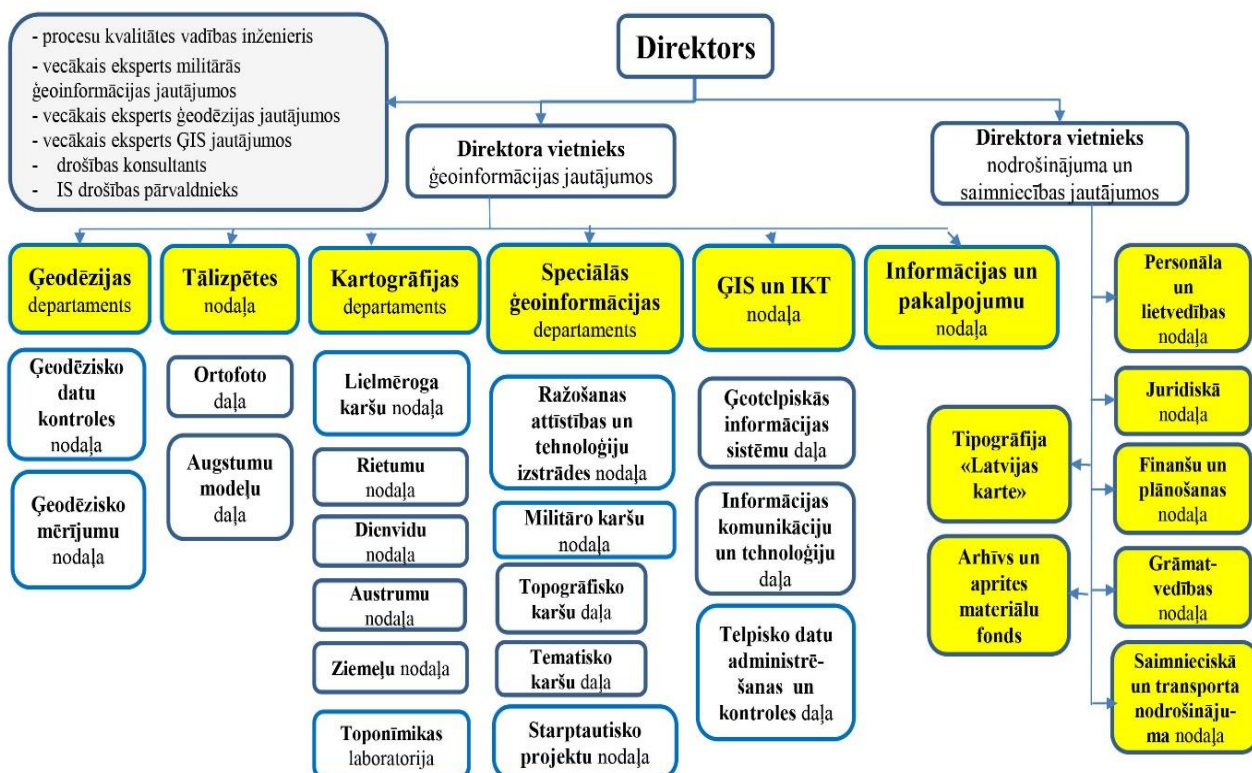 - procesu kvalitātes vadības inženieris
- vecākais eksperts militārās
ģeoinformācijas jautājumos
- vecākais eksperts ģeodēzijas jautājumos
- vecākais eksperts ĢIS jautājumos
- drošības konsultants
- IS drošības pārvaldnieks
Direktors
Direktora vietnieks
ģeoinformācijas jautājumos
Direktora vietnieks
nodrošinājuma un
saimniecības jautājumos
Ģeodēzijas
departaments
Ģeodēzisko
datu
kontroles
nodaļa
Ģeodēzisko
mērījumu
nodaļa
Tālizpētes
nodaļa
Ortofoto
daļa
Augstumu
modeļu
daļa
Kartogrāfijas
departaments
Lielmēroga
karšu nodaļa
Rietumu
nodaļa
Dienvidu
nodaļa
Austrumu
nodaļa
Ziemeļu nodaļa
Toponīmikas
laboratorija
Speciālās
ģeoinformācijas
departaments
Ražošanas
attīstības un
tehnoloģiju
izstrādes nodaļa
Militāro karšu
nodaļa
Topogrāfisko
karšu daļa
Tematisko
karšu daļa
Starptautisko
projektu nodaļa
ĢIS un IKT
nodaļa
Ģeotelpiskās
informācijas
sistēmu daļa
Informācijas
komunikāciju
un tehnoloģiju
daļa
Telpisko datu
administrē-
šanas un
kontroles daļa
Informācijas un
pakalpojumu
nodaļa
Tipogrāfija
«Latvijas
karte»
Arhīvs un
aprites
materiālu
fonds
Personāla
un
lietvedības
nodaļa
Juridiskā
nodaļa
Finanšu un
plānošanas
nodaļa
Grāmat-
vedības
nodaļa
Saimnieciskā
un transporta
nodrošināju-
ma nodaļa